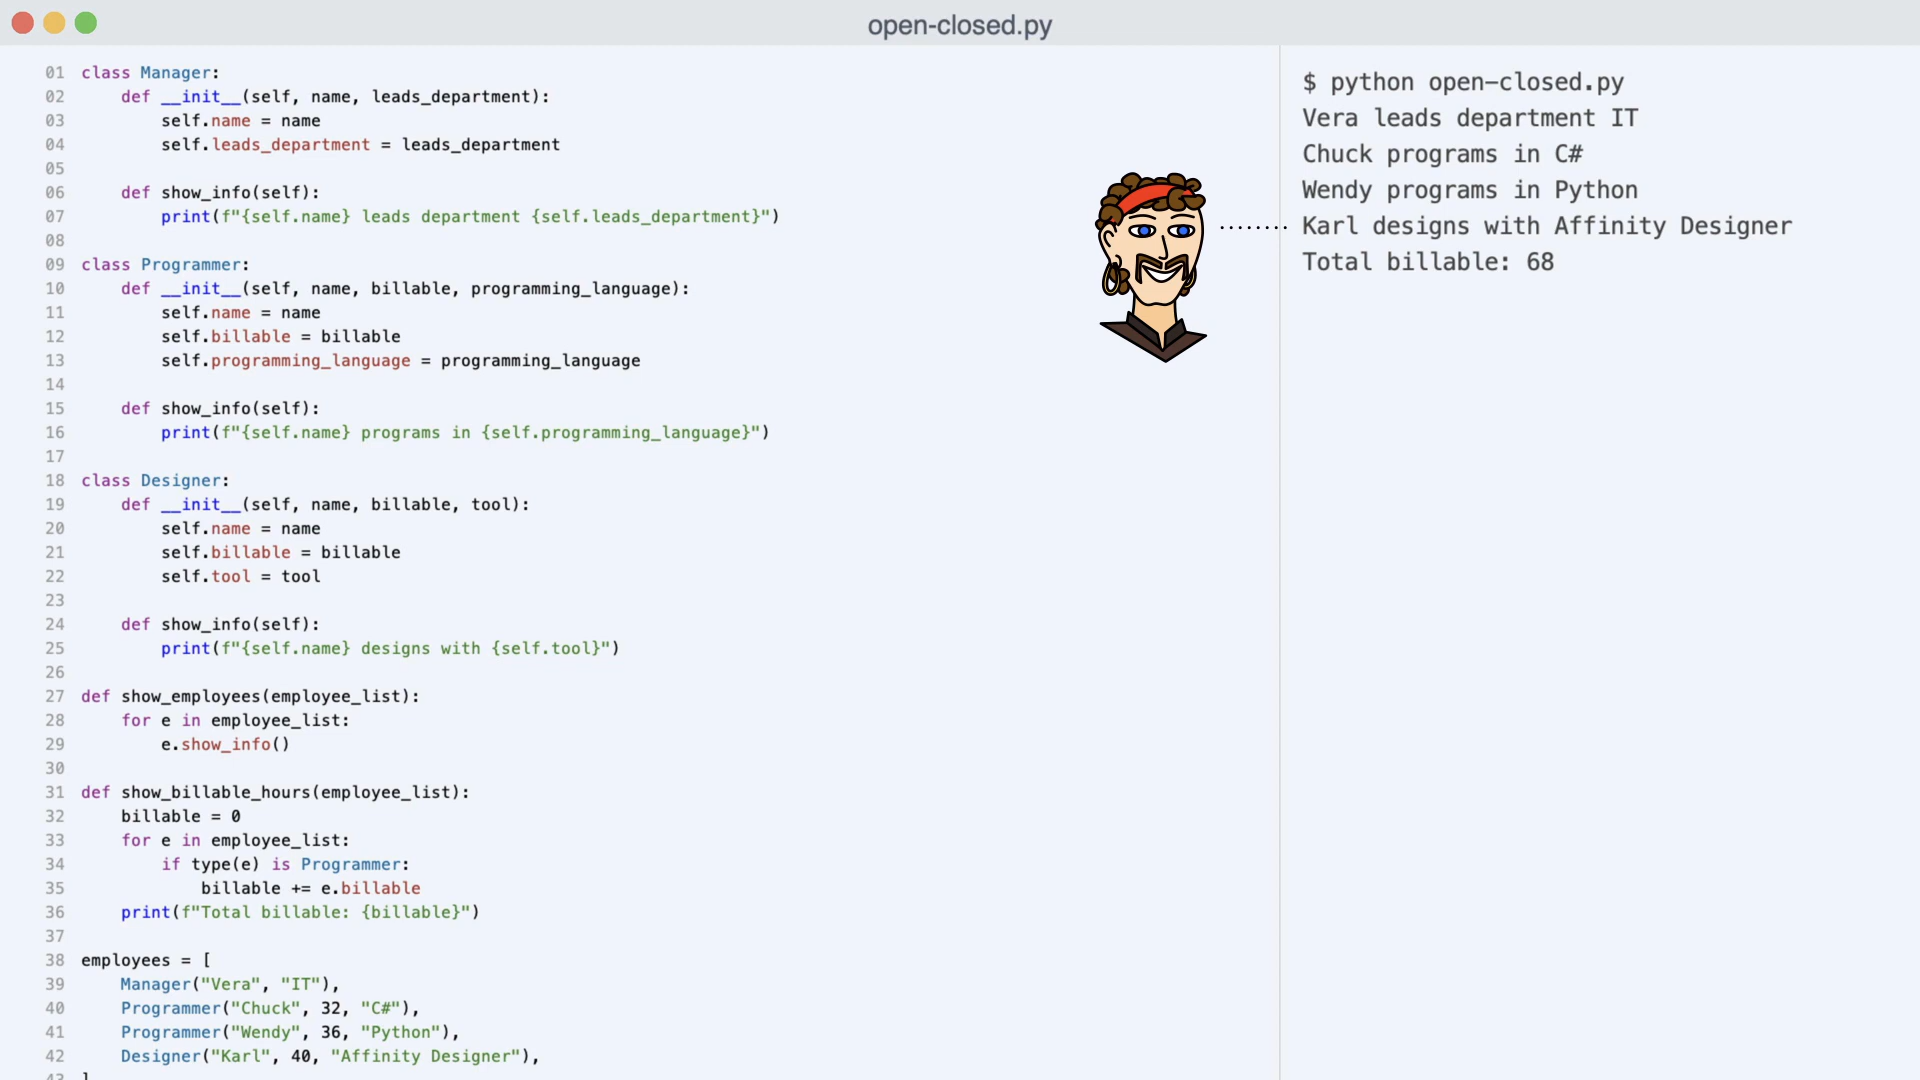 open-closed.py
01 class Manager:
02     def __init__(self, name, leads_department):
03         self.name = name
04         self.leads_department = leads_department
05
06     def show_info(self):
07         print(f"{self.name} leads department {self.leads_department}")
08
09 class Programmer:
10     def __init__(self, name, billable, programming_language):
11         self.name = name
12         self.billable = billable
13         self.programming_language = programming_language
14
15     def show_info(self):
16         print(f"{self.name} programs in {self.programming_language}")
17
18 class Designer:
19     def __init__(self, name, billable, tool):
20         self.name = name
21         self.billable = billable
22         self.tool = tool
23
24     def show_info(self):
25         print(f"{self.name} designs with {self.tool}")
26
27 def show_employees(employee_list):
28     for e in employee_list:
29         e.show_info()
30
31 def show_billable_hours(employee_list):
32     billable = 0
33     for e in employee_list:
34         if type(e) is Programmer:
35             billable += e.billable
36     print(f"Total billable: {billable}")
37
38 employees = [
39     Manager("Vera", "IT"),
40     Programmer("Chuck", 32, "C#"),
41     Programmer("Wendy", 36, "Python"),
42     Designer("Karl", 40, "Affinity Designer"),
43 ]
$ python open-closed.py
Vera leads department IT
Chuck programs in C#
Wendy programs in Python
Karl designs with Affinity Designer
Total billable: 68